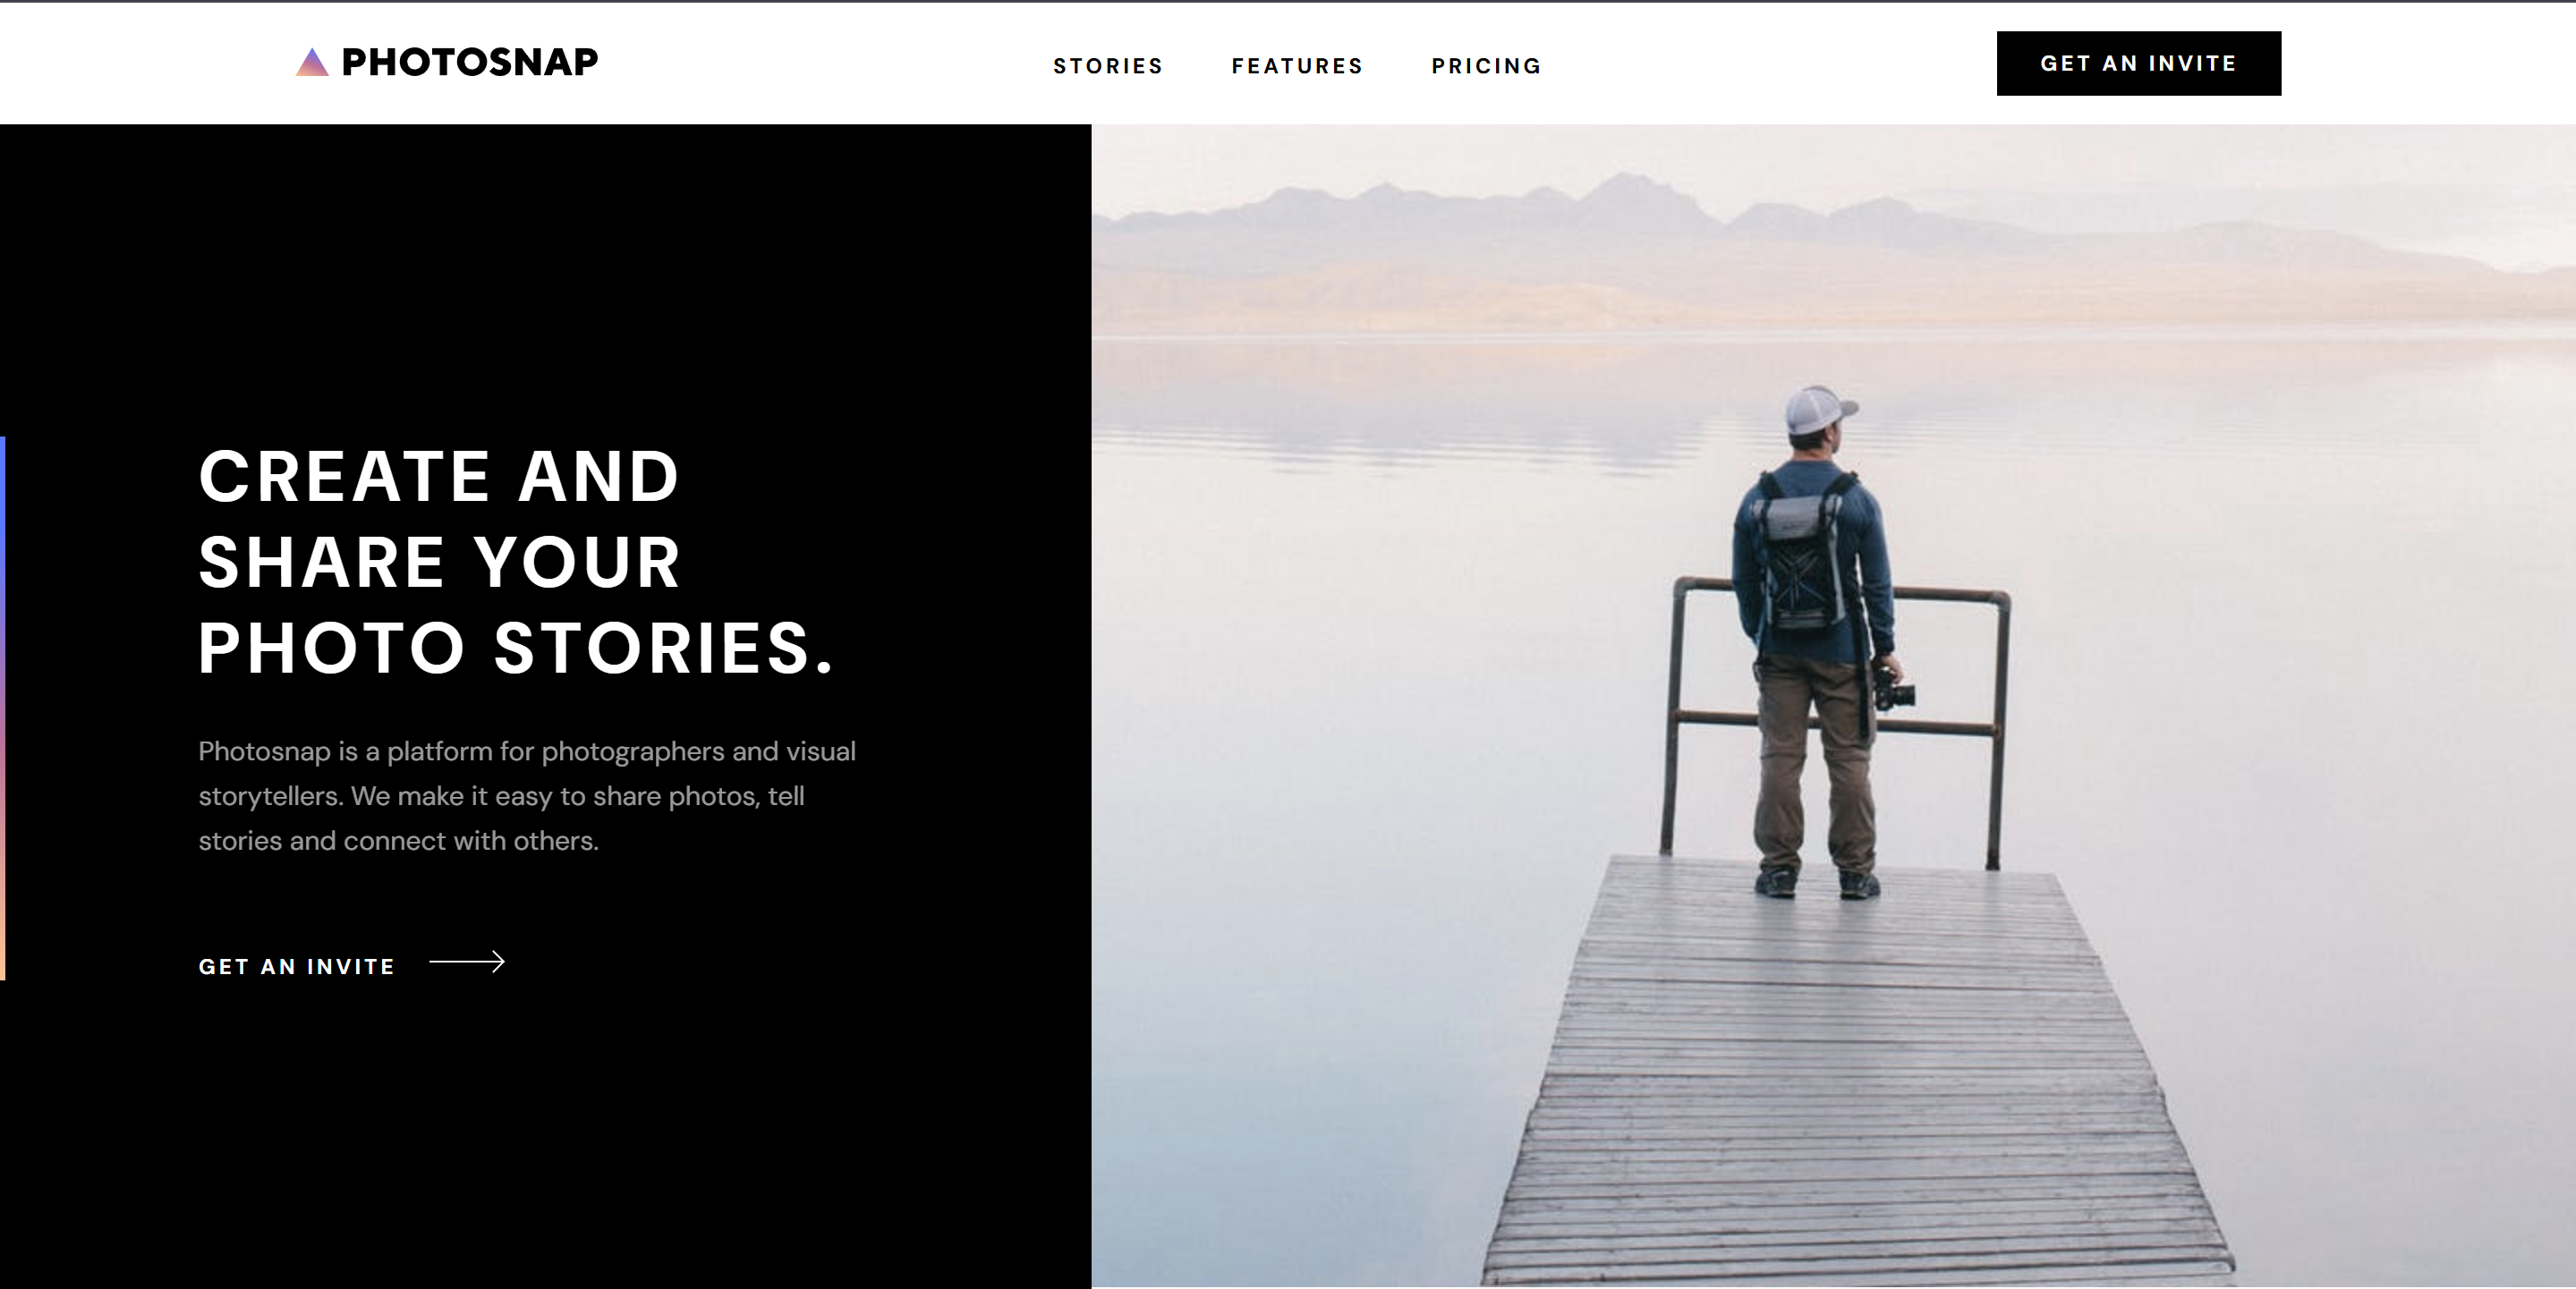 PHOTOSNAP
STORIES
FEATURES
PRICING
GET AN INVITE
CREATE AND
SHARE YOUR
PHOTO STORIES.
Photosnap is a platform for photographers and visual
storytellers. We make it easy to share photos, tell
stories and connect with others.
GET AN INVITE